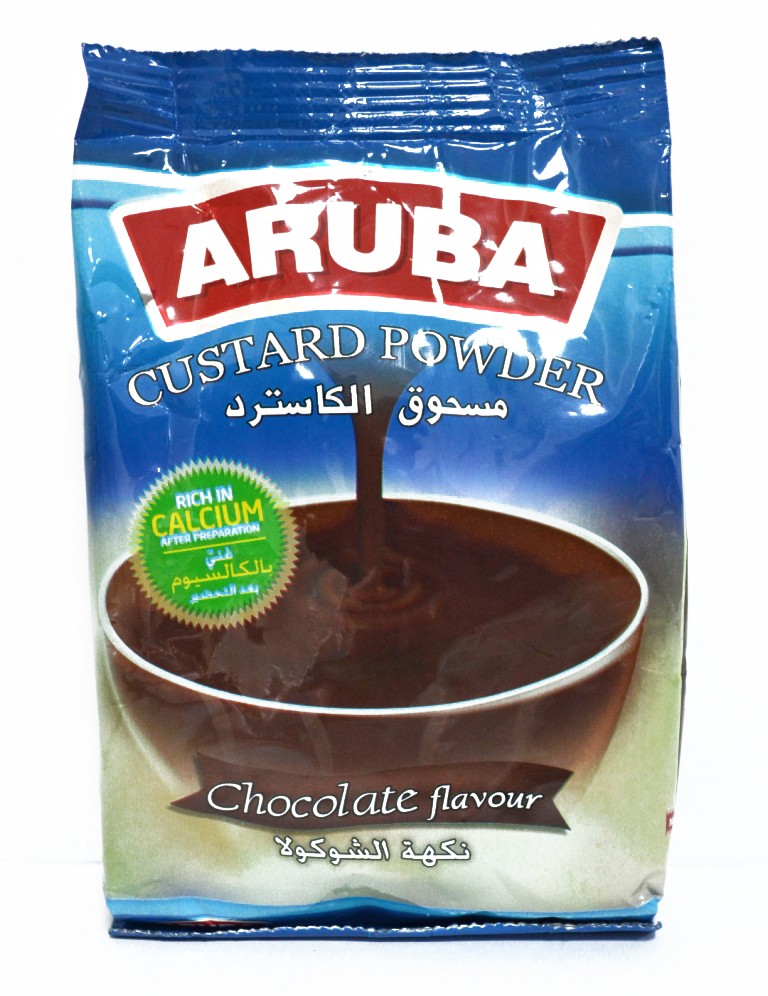 ARUBA
CUSTARD POWDER
مسحوق الكاسترد
RICH IN
CALCIUM
AFTER PREPARATION
غني
بالكالسيوم
بعد التحضير
Chocolate flavour
نكهة الشوكولا